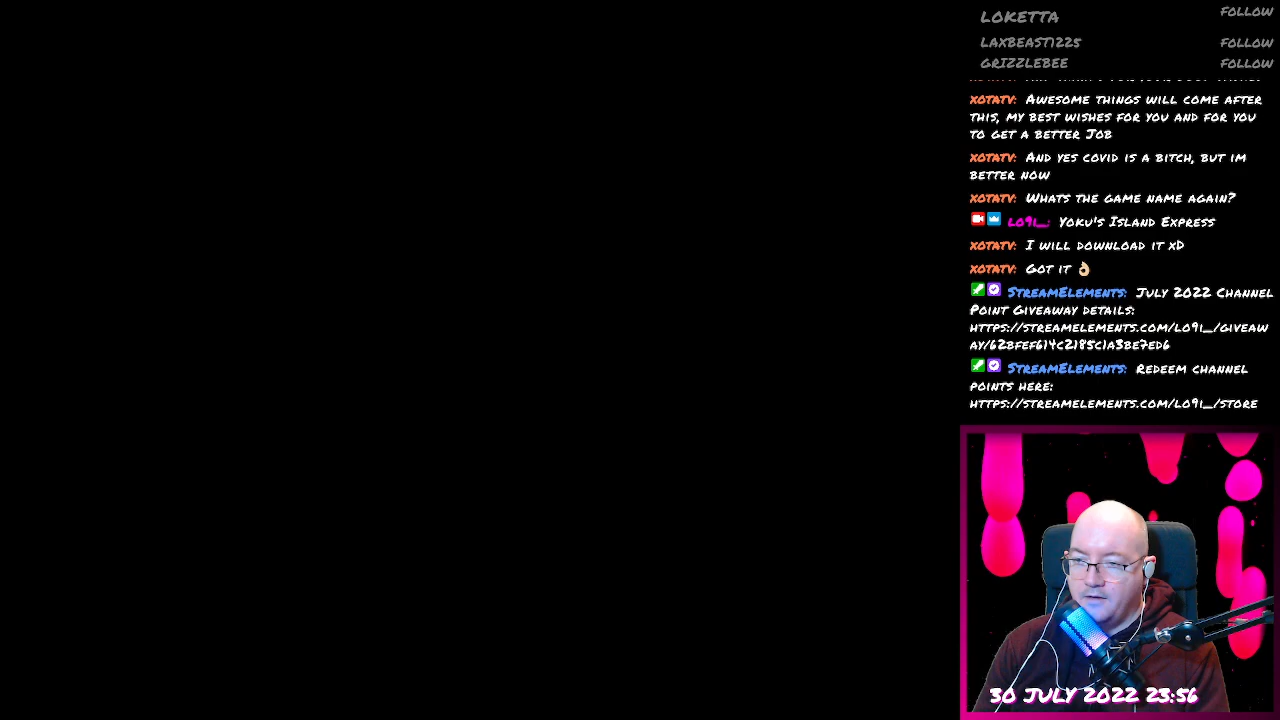 LOKETTA FOLLOW
LAXBEAST1225 FOLLOW
GRIZZLEBEE FOLLOW
XOTATV: AWESOME THINGS WILL COME AFTER
THIS, MY BEST WISHES FOR YOU AND FOR YOU
TO GET A BETTER JOB
XOTATV: AND YES COVID IS A BITCH, BUT IM
BETTER NOW
XOTATV: WHATS THE GAME NAME AGAIN?
LO9I_: YOKU'S ISLAND EXPRESS
XOTATV: I WILL DOWNLOAD IT XD
XOTATV: GOT IT 👌🏼
STREAMELEMENTS: JULY 2022 CHANNEL
POINT GIVEAWAY DETAILS:
HTTPS://STREAMELEMENTS.COM/LO9I_/GIVEAW
AY/62BFEF614C2185C1A3BE7ED6
STREAMELEMENTS: REDEEM CHANNEL
POINTS HERE:
HTTPS://STREAMELEMENTS.COM/LO9I_/STORE
30 JULY 2022 23:56